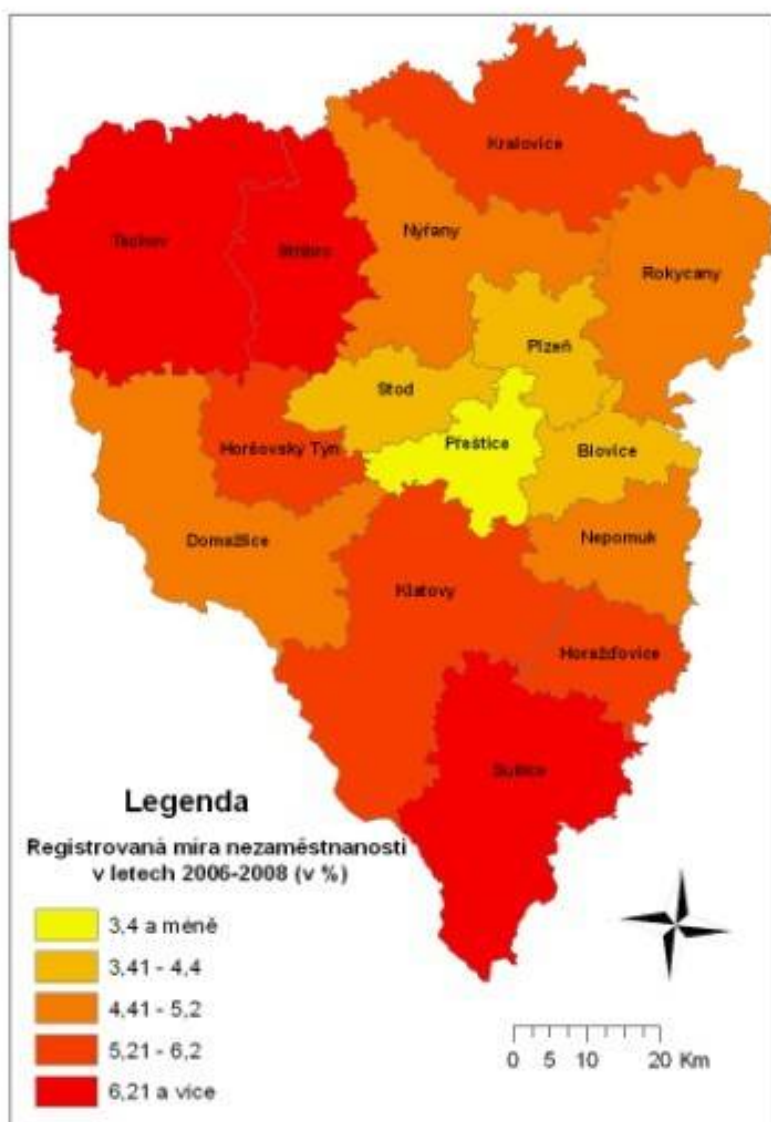 Kralovice
Nýřany
Tachov
Stříbro
Rokycany
Plzeň
Stod
Horšovský Týn
Přeštice
Blovice
Domažlice
Nepomuk
Klatovy
Horažďovice
Sušice
Legenda
Registrovaná míra nezaměstnanosti
v letech 2006-2008 (v %)
3,4 a méně
3,41 - 4,4
4,41 - 5,2
5,21 - 6,2
6,21 a více
0 5 10 20 Km